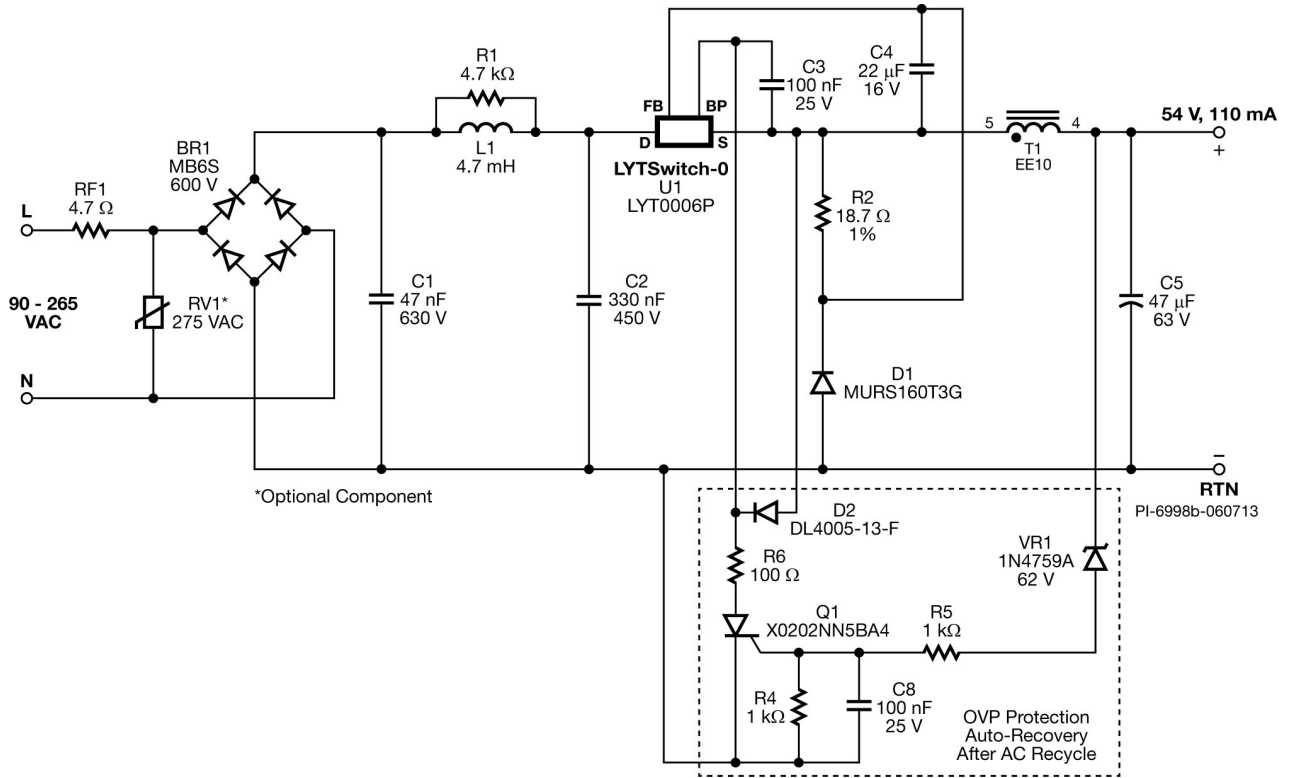 R1
4.7 kΩ
L1
4.7 mH
FB
BP
D
S
LYTSwitch-0
U1
LYT0006P
C3
100 nF
25 V
C4
22 µF
16 V
5
4
T1
EE10
54 V, 110 mA
+
BR1
MB6S
600 V
RF1
4.7 Ω
L
90 - 265
VAC
N
RV1*
275 VAC
C1
47 nF
630 V
C2
330 nF
450 V
R2
18.7 Ω
1%
D1
MURS160T3G
C5
47 µF
63 V
–
RTN
PI-6998b-060713
*Optional Component
D2
DL4005-13-F
R6
100 Ω
VR1
1N4759A
62 V
Q1
X0202NN5BA4
R5
1 kΩ
R4
1 kΩ
C8
100 nF
25 V
OVP Protection
Auto-Recovery
After AC Recycle